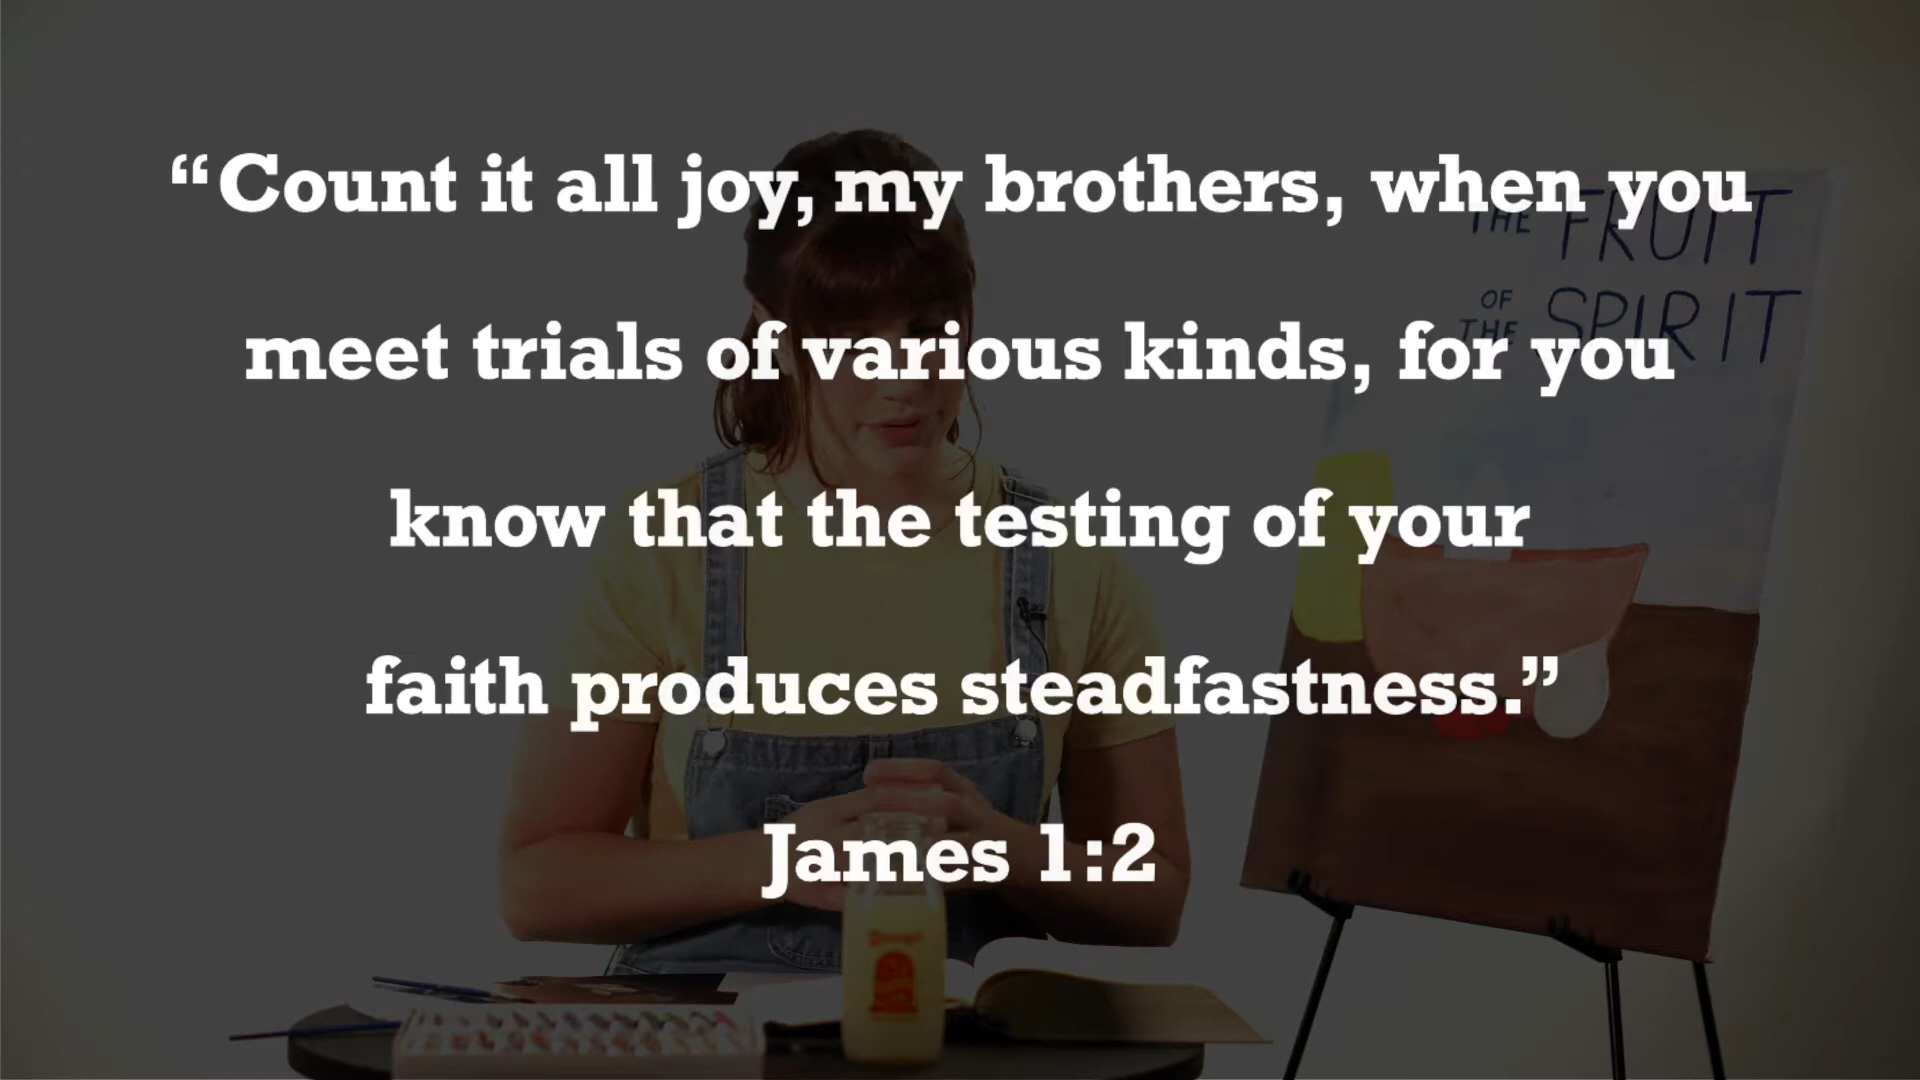 “Count it all joy, my brothers, when you
meet trials of various kinds, for you
know that the testing of your
faith produces steadfastness.”
James 1:2
THE FRUIT
OF THE SPIRIT